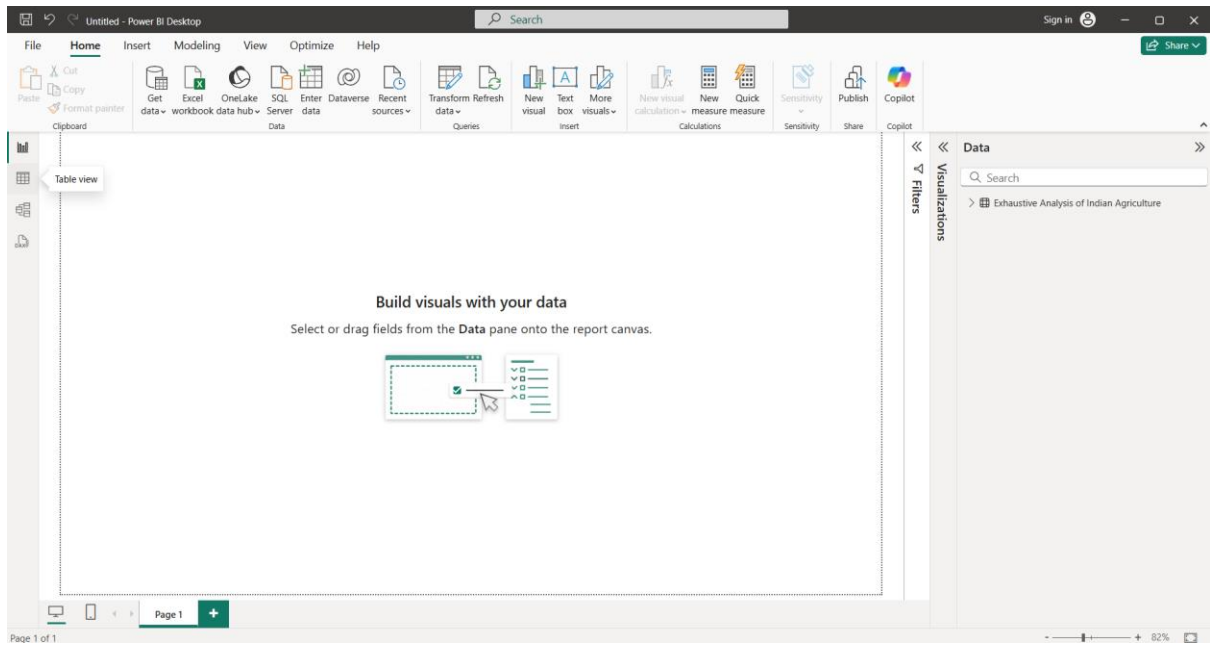 Untitled - Power BI Desktop
Search
Sign in
File Home Insert Modeling View Optimize Help
Share
Paste
Cut
Copy
Format painter
Clipboard
Get data
Excel workbook
OneLake data hub
SQL Server
Enter data
Dataverse
Recent sources
Data
Transform data
Refresh
Queries
New visual
Text box
More visuals
Insert
New visual calculation
New measure
Quick measure
Calculations
Sensitivity
Sensitivity
Publish
Share
Copilot
Copilot
Table view
Filters
Visualizations
Data
Search
Exhaustive Analysis of Indian Agriculture
Build visuals with your data
Select or drag fields from the Data pane onto the report canvas.
Page 1
Page 1 of 1
82%